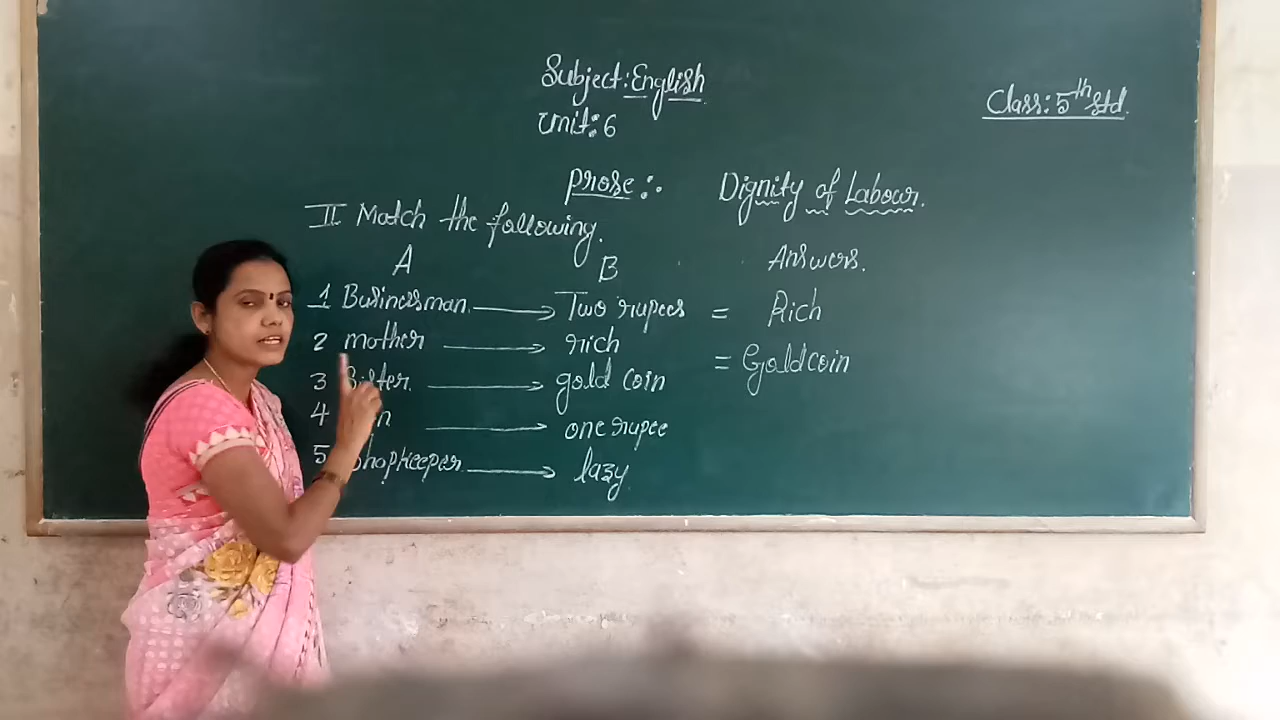 Subject: English
Unit: 6
Class: 5th Std.
Prose :. Dignity of Labour.
II Match the following.
A B Answers.
1 Businessman Two rupees = Rich
2 mother rich = Gold coin
3 Sister. gold coin
4 one rupee
5 Shopkeeper lazy